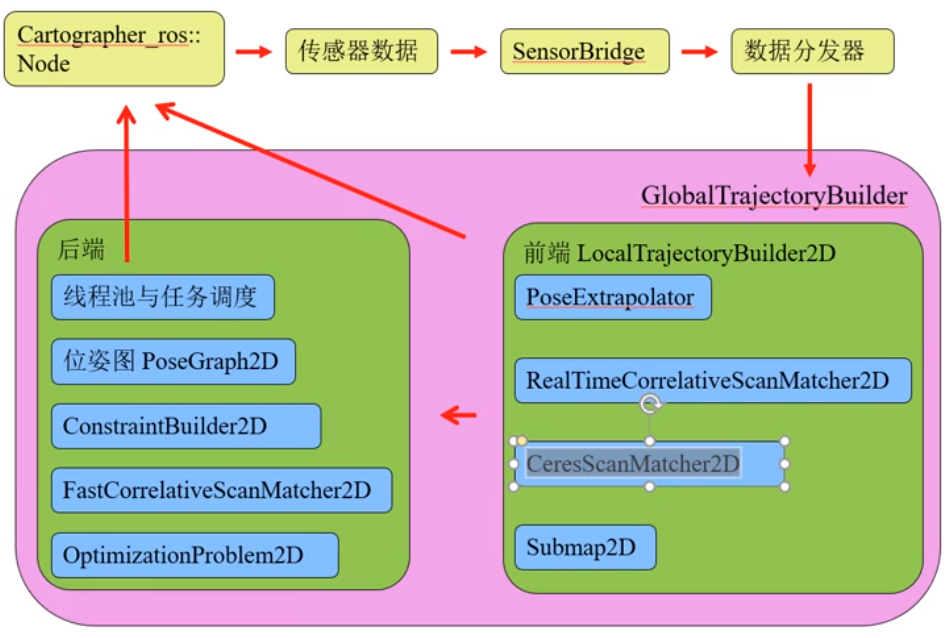 Cartographer_ros::
Node
传感器数据
SensorBridge
数据分发器
GlobalTrajectoryBuilder
后端
线程池与任务调度
位姿图 PoseGraph2D
ConstraintBuilder2D
FastCorrelativeScanMatcher2D
OptimizationProblem2D
前端 LocalTrajectoryBuilder2D
PoseExtrapolator
RealTimeCorrelativeScanMatcher2D
CeresScanMatcher2D
Submap2D